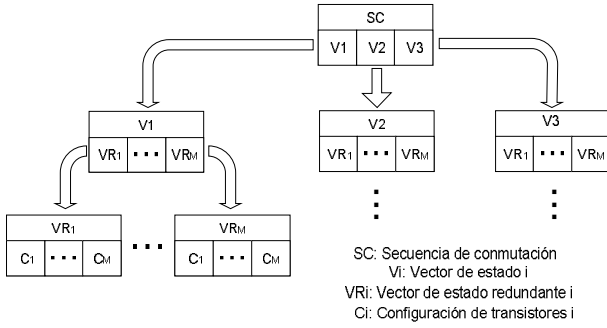 SC
V1 V2 V3
V1 V2 V3
VR1 ··· VRM VR1 ··· VRM VR1 ··· VRM
VR1 ··· VRM
C1 ··· CM C1 ··· CM
SC: Secuencia de conmutación
Vi: Vector de estado i
VRi: Vector de estado redundante i
Ci: Configuración de transistores i